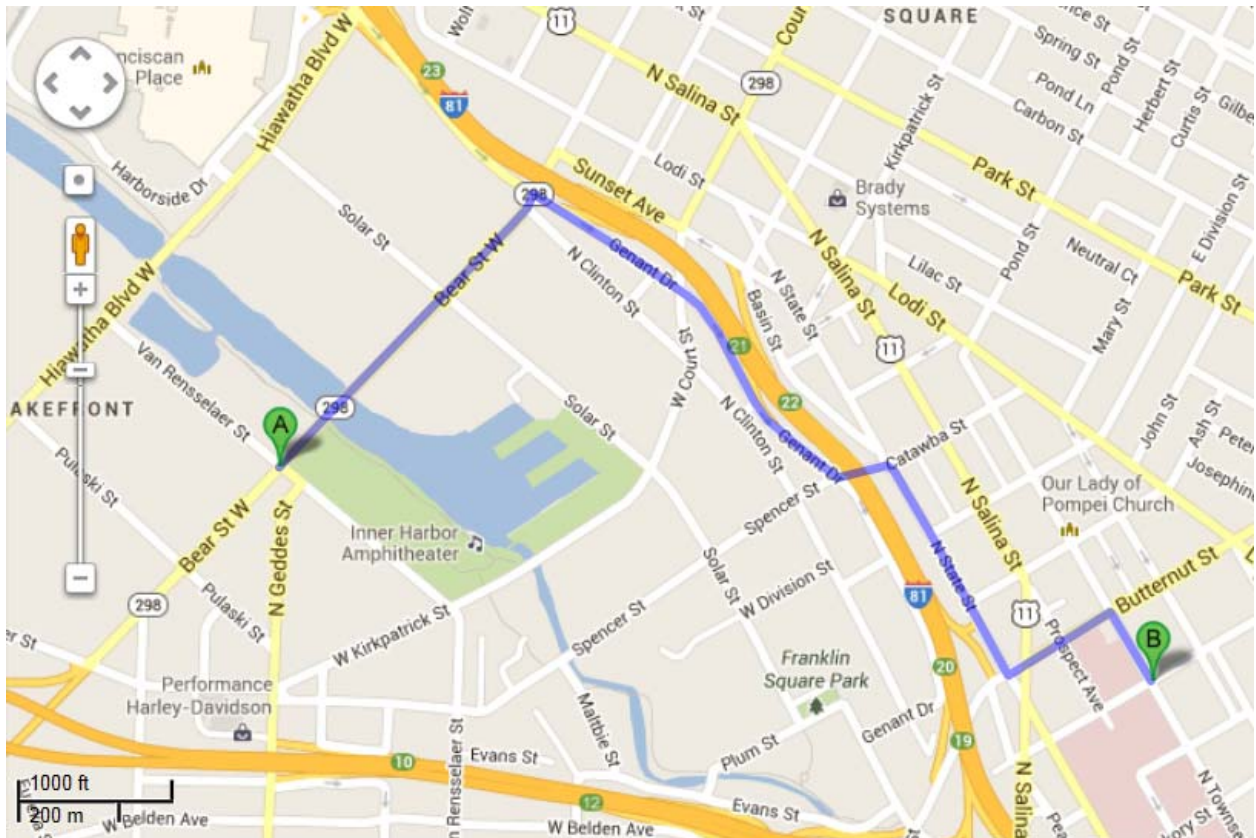 SQUARE
11
Court
Spring St
Pond St
Pond Ln
Herbert St
Curtis St
Carbon St
Kirkpatrick St
Hiawatha Blvd W
Place
23
81
N Salina St
298
Lodi St
Park St
Harborside Dr
Sunset Ave
Brady
Systems
E Division St
298
Solar St
Genant Dr
N Clinton St
Bear St W
N State St
N Salina St
Pond St
Neutral Ct
Lilac St
Lodi St
Park St
Basin St
Mary St
Hiawatha Blvd W
21
11
W Court St
Van Rensselaer St
298
22
Solar St
N Clinton St
Genant Dr
Catawba St
John St
Ash St
A
Pulaski St
Spencer St
N Salina St
Our Lady of
Pompei Church
Bear St W
N Geddes St
Inner Harbor
Amphitheater
Solar St
N State St
Butternut St
W Division St
81
11
298
Pulaski St
W Kirkpatrick St
Spencer St
Prospect Ave
B
Franklin
Square Park
20
Performance
Harley-Davidson
Maltbie St
Genant Dr
19
Plum St
10
Evans St
Van Rensselaer St
N Salina
1000 ft
200 m
12
Evans St
W Belden Ave
W Belden Ave